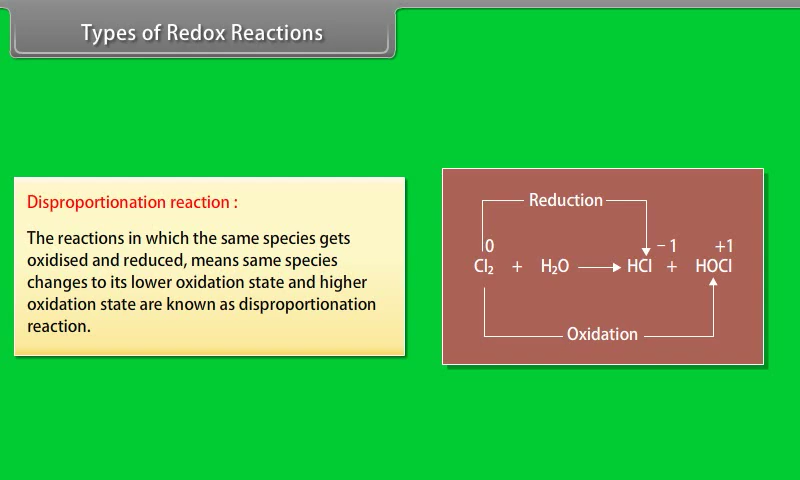 Types of Redox Reactions
Disproportionation reaction :
The reactions in which the same species gets
oxidised and reduced, means same species
changes to its lower oxidation state and higher
oxidation state are known as disproportionation
reaction.
Reduction
0 −1 +1
Cl₂ + H₂O → HCl + HOCl
Oxidation